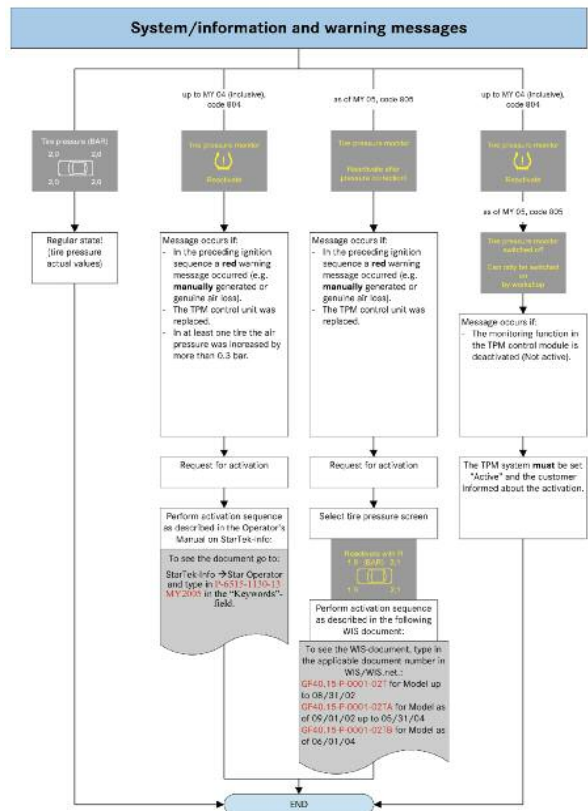 System/information and warning messages
up to MY 04 (inclusive),
code 804
as of MY 05, code 805
up to MY 04 (inclusive),
code 804
Tire pressure (BAR)
2,0 2,0
2,0 2,0
Tire pressure monitor
Reactivate
Tire pressure monitor
Reactivate after
pressure correction!
Tire pressure monitor
Reactivate
Regular state!
(tire pressure
actual values)
Message occurs if:
- In the preceding ignition
sequence a red warning
message occurred (e.g.
manually generated or
genuine air loss).
- The TPM control unit was
replaced.
- In at least one tire the air
pressure was increased by
more than 0.3 bar.
Message occurs if:
- In the preceding ignition
sequence a red warning
message occurred (e.g.
manually generated or
genuine air loss).
- The TPM control unit was
replaced.
as of MY 05, code 805
Tire pressure monitor
switched off
Can only be switched
on
by workshop
Message occurs if:
- The monitoring function in
the TPM control module is
deactivated (Not active).
Request for activation
Request for activation
The TPM system must be set
"Active" and the customer
informed about the activation.
Perform activation sequence
as described in the Operator's
Manual on StarTek-Info:
To see the document go to:
StarTek-Info →Star Operator
and type in P-6515-1130-13-
MY2005 in the "Keywords"-
field.
Select tire pressure screen
Reactivate with R
1,9 (BAR) 2,1
1,9 2,1
Perform activation sequence
as described in the following
WIS document:
To see the WIS-document, type in
the applicable document number in
WIS/WIS.net.:
GF40.15-P-0001-02T for Model up
to 08/31/02
GF40.15-P-0001-02TA for Model as
of 09/01/02 up to 05/31/04
GF40.15-P-0001-02TB for Model as
of 06/01/04
END